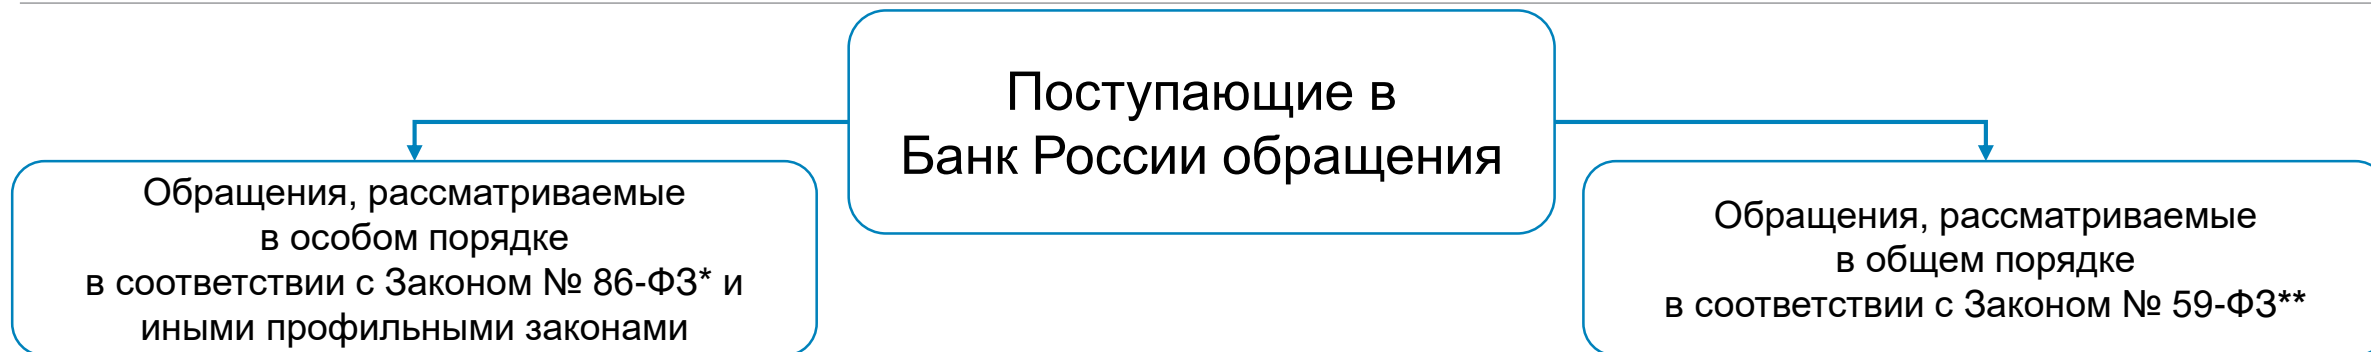 Поступающие в
Банк России обращения
Обращения, рассматриваемые
в особом порядке
в соответствии с Законом № 86-ФЗ* и
иными профильными законами
Обращения, рассматриваемые
в общем порядке
в соответствии с Законом № 59-ФЗ**